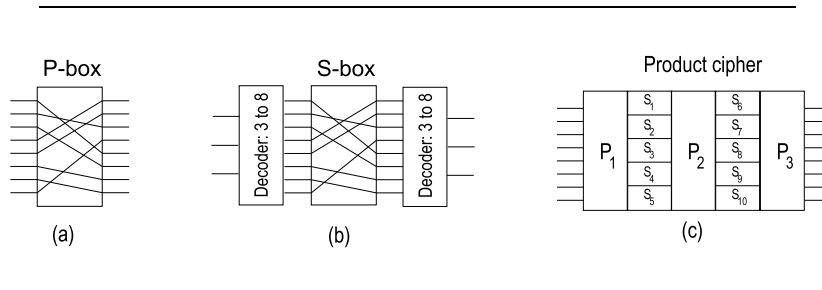 P-box
S-box
Product cipher
Decoder: 3 to 8
Decoder: 3 to 8
P1
S1
S2
S3
S4
S5
P2
S6
S7
S8
S9
S10
P3
(a)
(b)
(c)